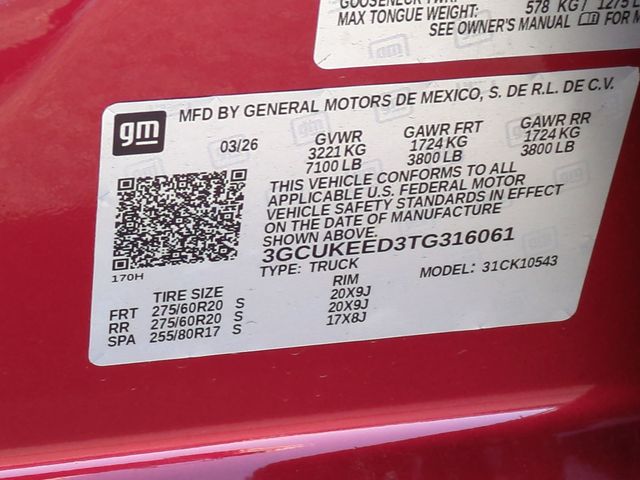 GOOSENECK TWR:
MAX TONGUE WEIGHT: 578 KG / 1275 L
SEE OWNER'S MANUAL FOR M
gm
MFD BY GENERAL MOTORS DE MEXICO, S. DE R.L. DE C.V.
03/26 GVWR GAWR FRT GAWR RR
3221 KG 1724 KG 1724 KG
7100 LB 3800 LB 3800 LB
THIS VEHICLE CONFORMS TO ALL
APPLICABLE U.S. FEDERAL MOTOR
VEHICLE SAFETY STANDARDS IN EFFECT
ON THE DATE OF MANUFACTURE
SHOWN ABOVE.
3GCUKEED3TG316061
170H
TYPE: TRUCK MODEL: 31CK10543
TIRE SIZE RIM
FRT 275/60R20 S 20X9J
RR 275/60R20 S 20X9J
SPA 255/80R17 S 17X8J